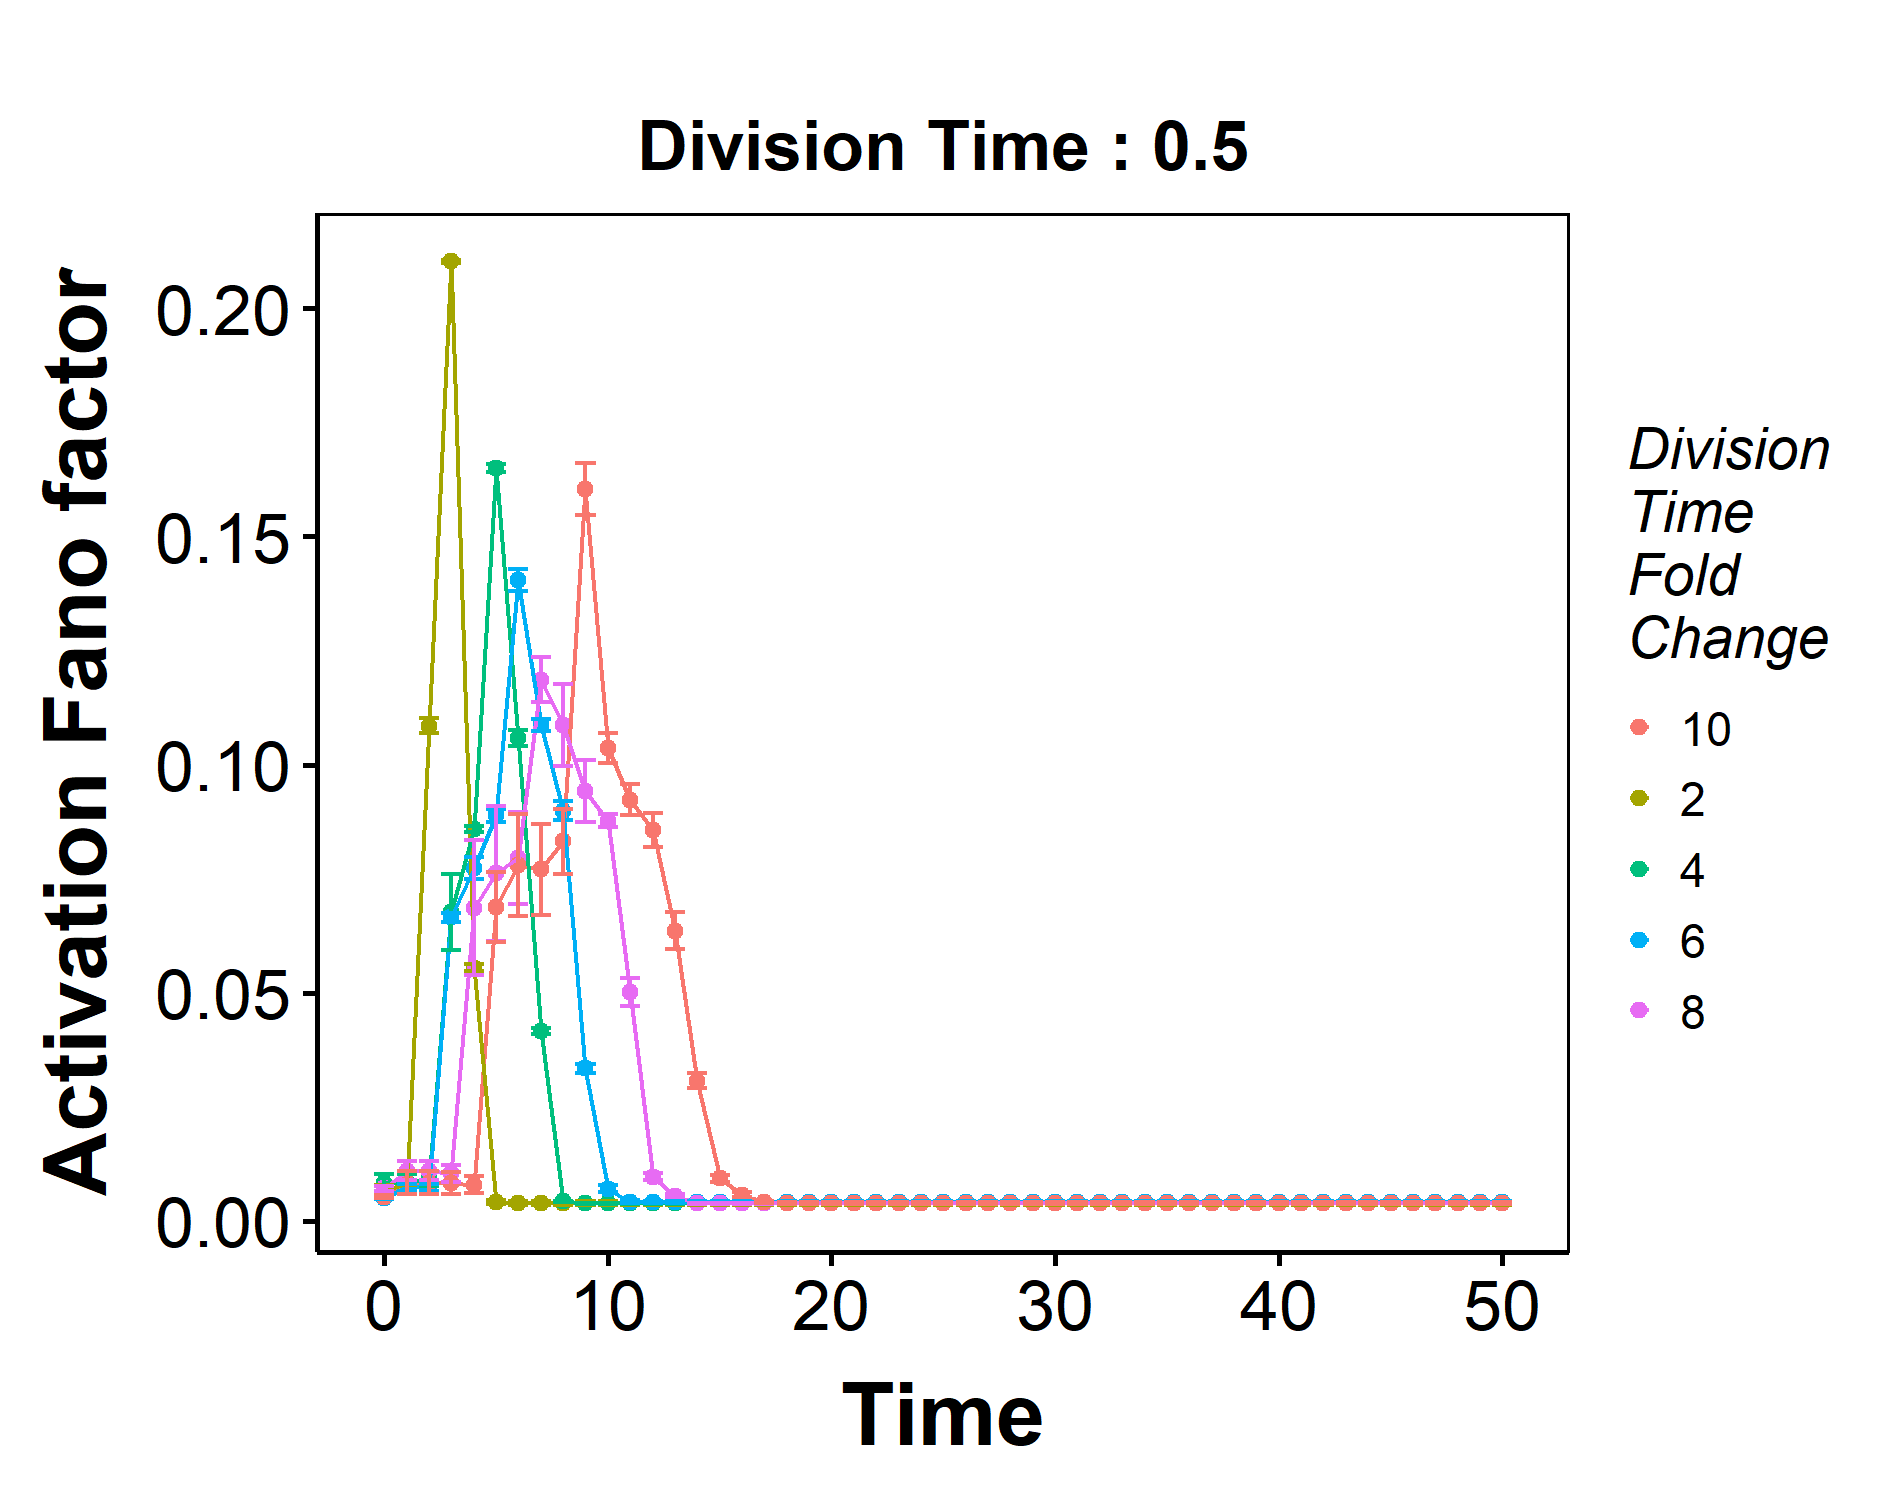 Division Time : 0.5
Activation Fano factor
0.20
0.15
0.10
0.05
0.00
0 10 20 30 40 50
Time
Division
Time
Fold
Change
10
2
4
6
8